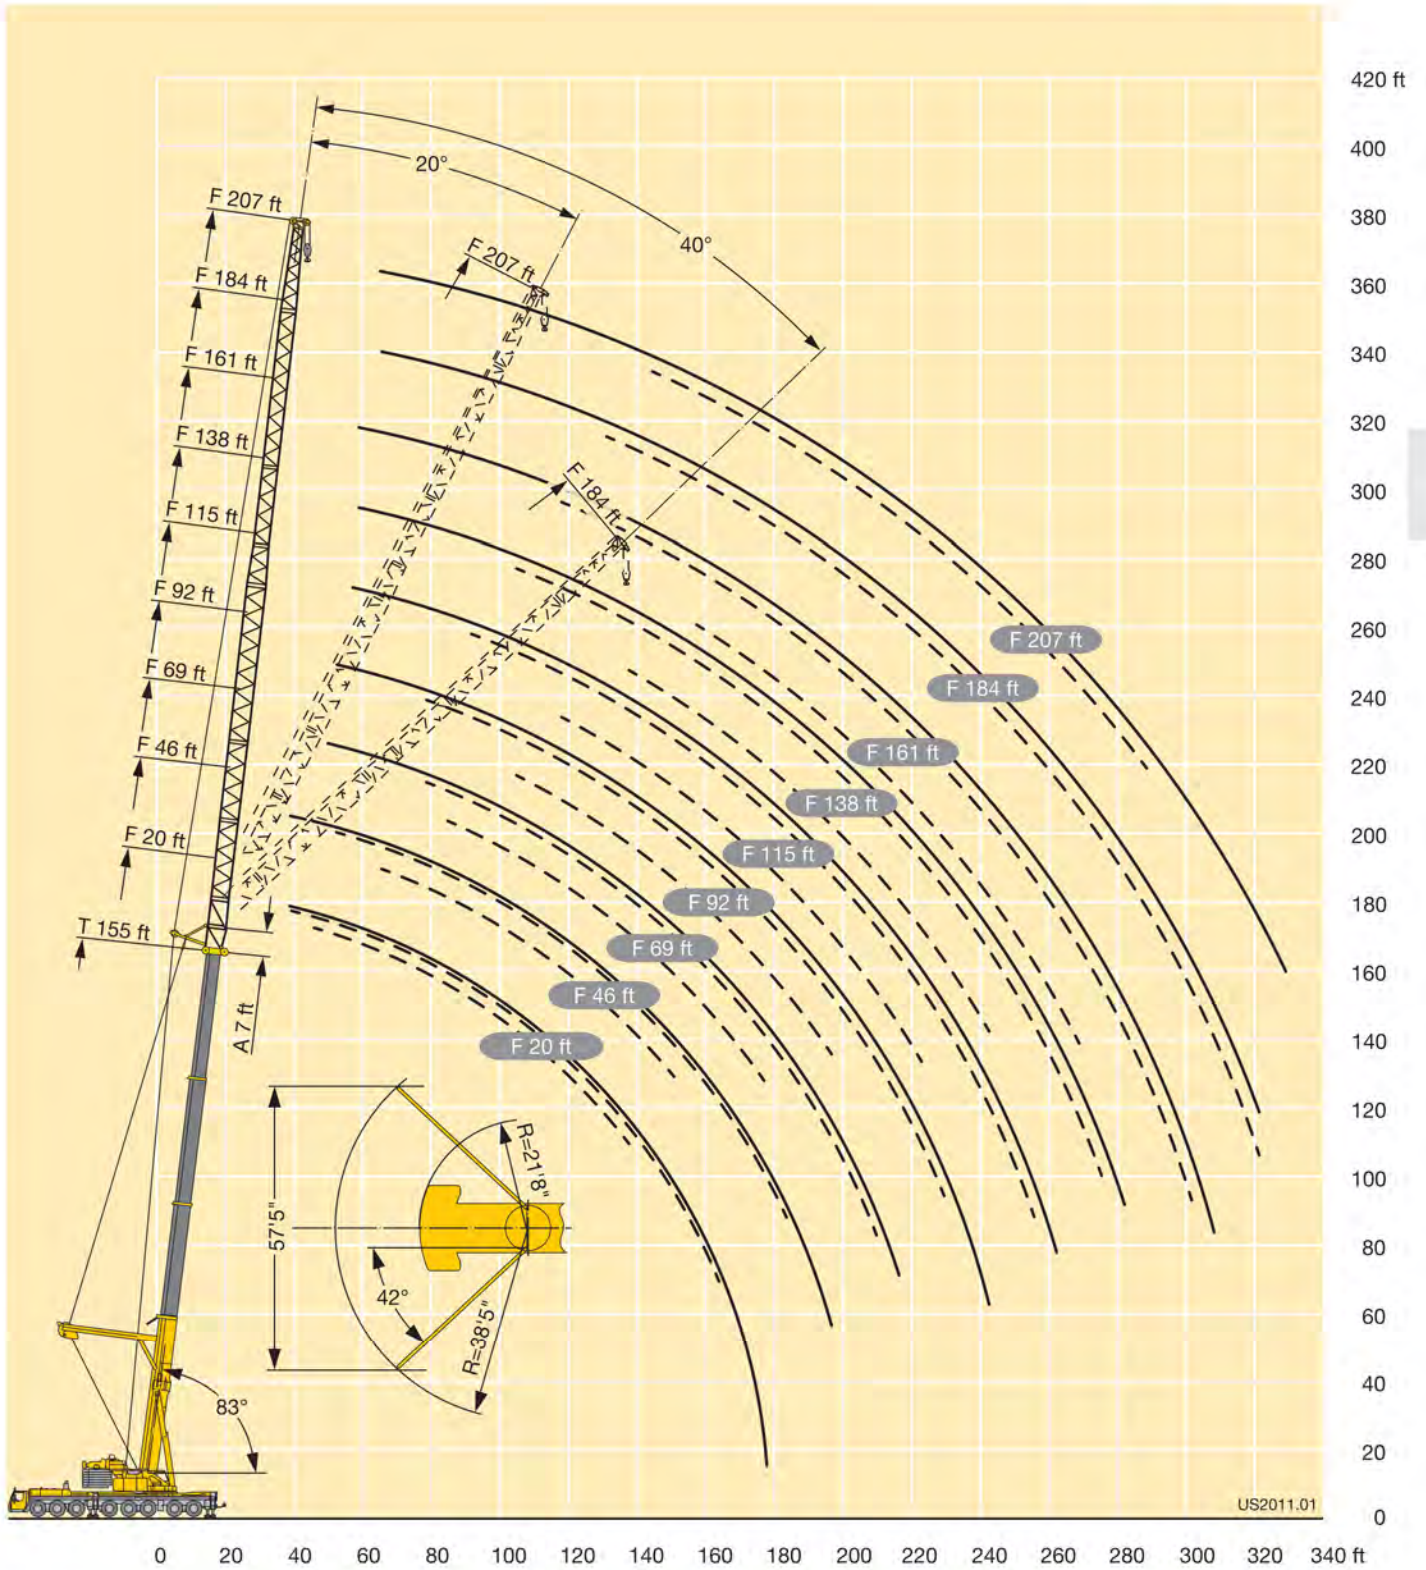 420 ft
400
20°
F 207 ft
380
40°
F 207 ft
F 184 ft
360
F 161 ft
340
F 138 ft
320
F 184 ft
300
F 115 ft
280
F 92 ft
260
F 207 ft
F 69 ft
F 184 ft
240
F 46 ft
F 161 ft
220
F 138 ft
F 20 ft
200
F 115 ft
F 92 ft
180
T 155 ft
F 69 ft
160
F 46 ft
A 7 ft
F 20 ft
140
120
R=21'8"
100
57'5"
80
42°
60
R=38'5"
40
83°
20
US2011.01
0
0 20 40 60 80 100 120 140 160 180 200 220 240 260 280 300 320 340 ft